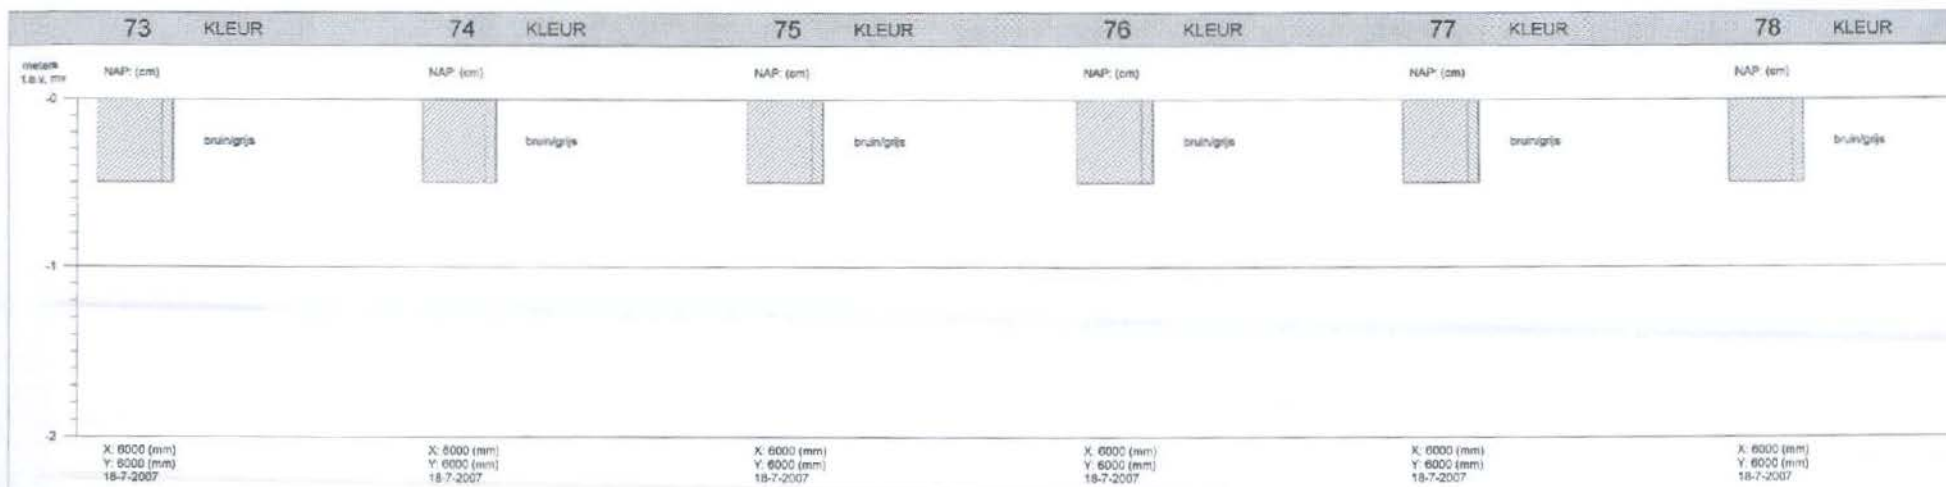 73 KLEUR 74 KLEUR 75 KLEUR 76 KLEUR 77 KLEUR 78 KLEUR
meters
t.o.v. mv
NAP: (cm) NAP: (cm) NAP: (cm) NAP: (cm) NAP: (cm) NAP: (cm)
-0
bruin/grijs bruin/grijs bruin/grijs bruin/grijs bruin/grijs bruin/grijs
-1
-2
X: 6000 (mm) X: 6000 (mm) X: 6000 (mm) X: 6000 (mm) X: 6000 (mm) X: 6000 (mm)
Y: 6000 (mm) Y: 6000 (mm) Y: 6000 (mm) Y: 6000 (mm) Y: 6000 (mm) Y: 6000 (mm)
18-7-2007 18-7-2007 18-7-2007 18-7-2007 18-7-2007 18-7-2007